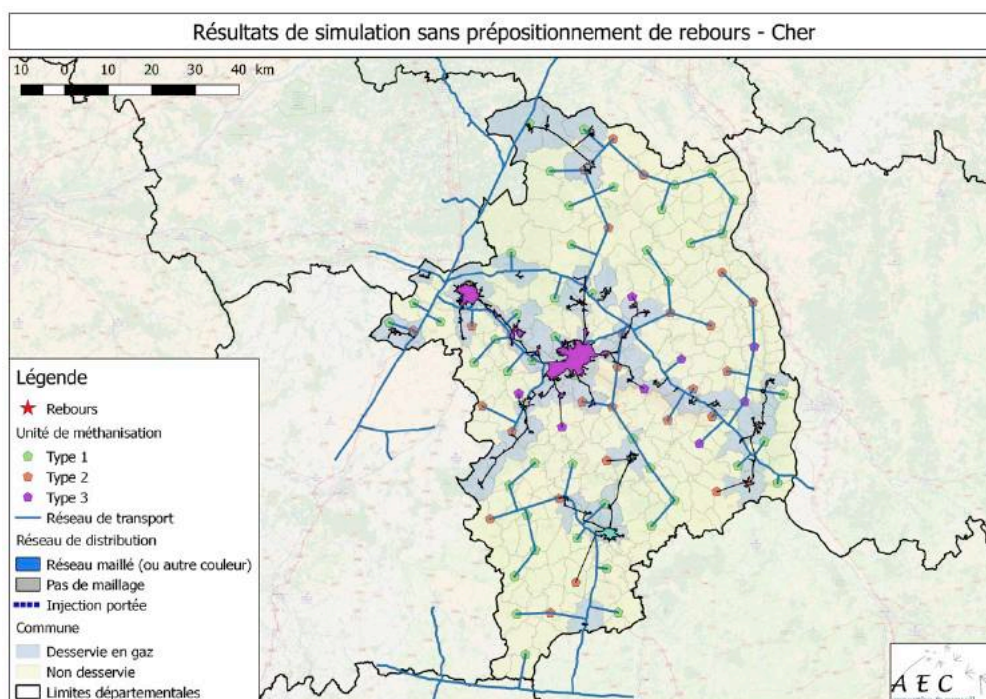 Résultats de simulation sans prépositionnement de rebours - Cher
10 0 10 20 30 40 km
Légende
Rebours
Unité de méthanisation
Type 1
Type 2
Type 3
Réseau de transport
Réseau de distribution
Réseau maillé (ou autre couleur)
Pas de maillage
Injection portée
Commune
Desservie en gaz
Non desservie
Limites départementales
AEC